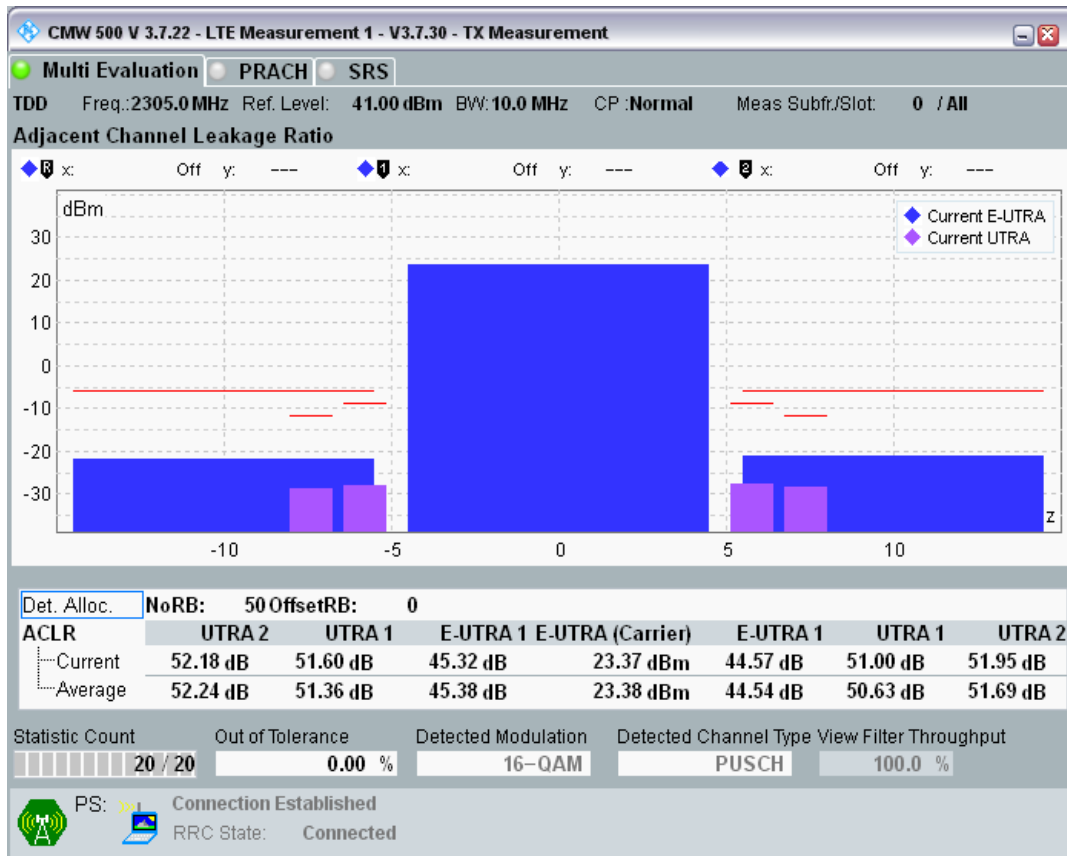 CMW 500 V 3.7.22 - LTE Measurement 1 - V3.7.30 - TX Measurement
Multi Evaluation PRACH SRS
TDD Freq.:2305.0 MHz Ref. Level: 41.00 dBm BW:10.0 MHz CP :Normal Meas Subfr./Slot: 0 / All
Adjacent Channel Leakage Ratio
R x: Off y: --- 1 x: Off y: --- 2 x: Off y: ---
dBm
Current E-UTRA
Current UTRA
30
20
10
0
-10
-20
-30
z
-10 -5 0 5 10
Det. Alloc. NoRB: 50 OffsetRB: 0
ACLR UTRA 2 UTRA 1 E-UTRA 1 E-UTRA (Carrier) E-UTRA 1 UTRA 1 UTRA 2
Current 52.18 dB 51.60 dB 45.32 dB 23.37 dBm 44.57 dB 51.00 dB 51.95 dB
Average 52.24 dB 51.36 dB 45.38 dB 23.38 dBm 44.54 dB 50.63 dB 51.69 dB
Statistic Count Out of Tolerance Detected Modulation Detected Channel Type View Filter Throughput
20 / 20 0.00 % 16-QAM PUSCH 100.0 %
PS: Connection Established
RRC State: Connected